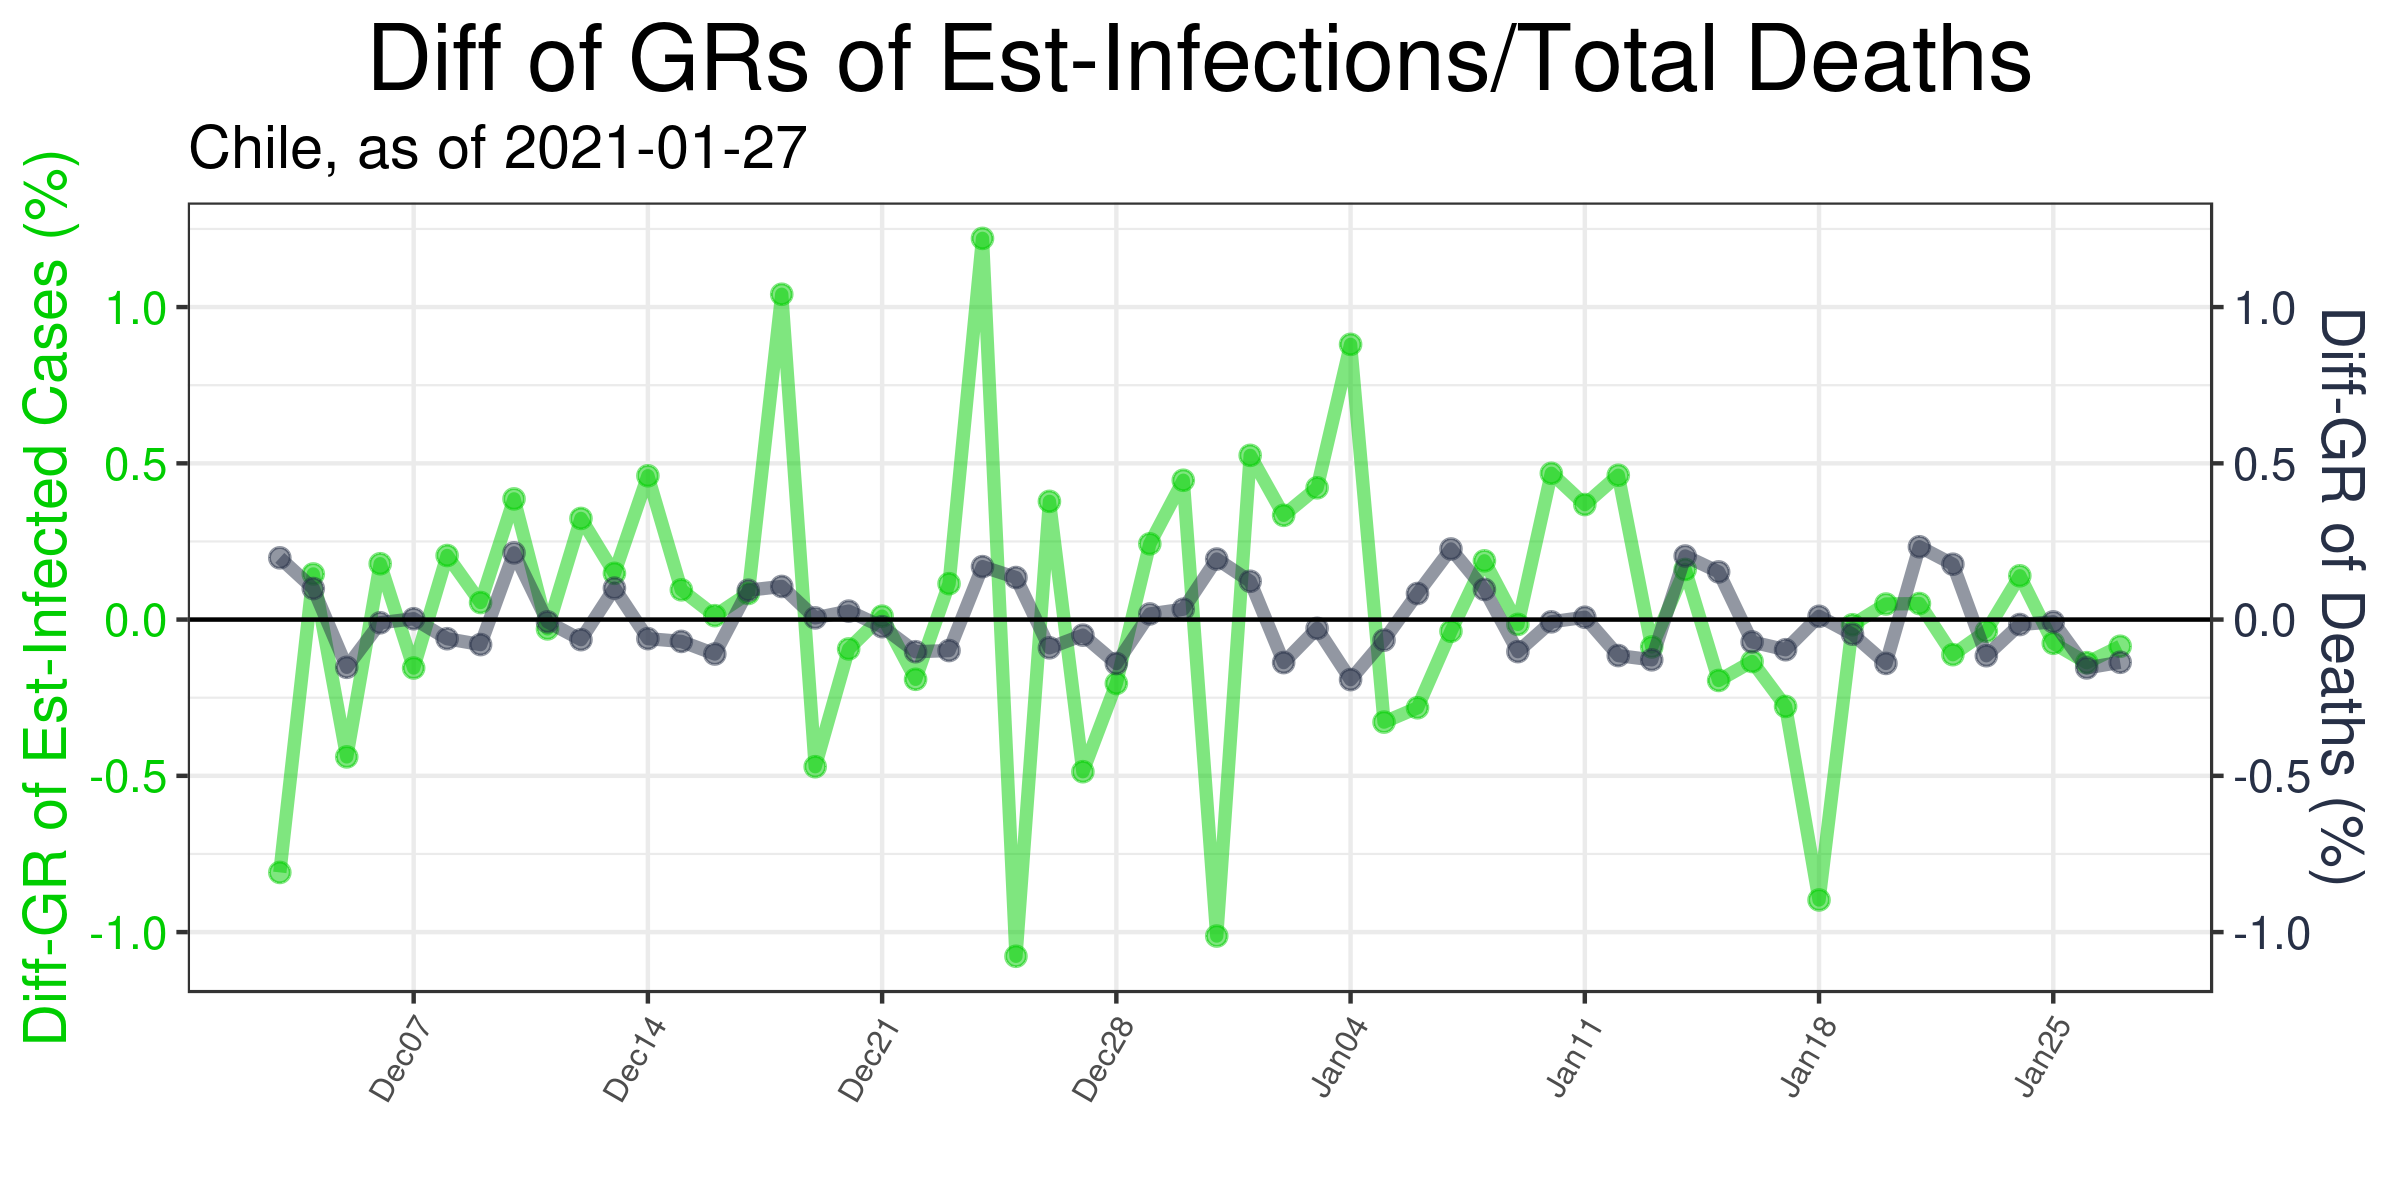 Diff of GRs of Est-Infections/Total Deaths
Chile, as of 2021-01-27
Diff-GR of Est-Infected Cases (%)
1.0
0.5
0.0
-0.5
-1.0
1.0
0.5
0.0
-0.5
-1.0
Diff-GR of Deaths (%)
Dec07
Dec14
Dec21
Dec28
Jan04
Jan11
Jan18
Jan25